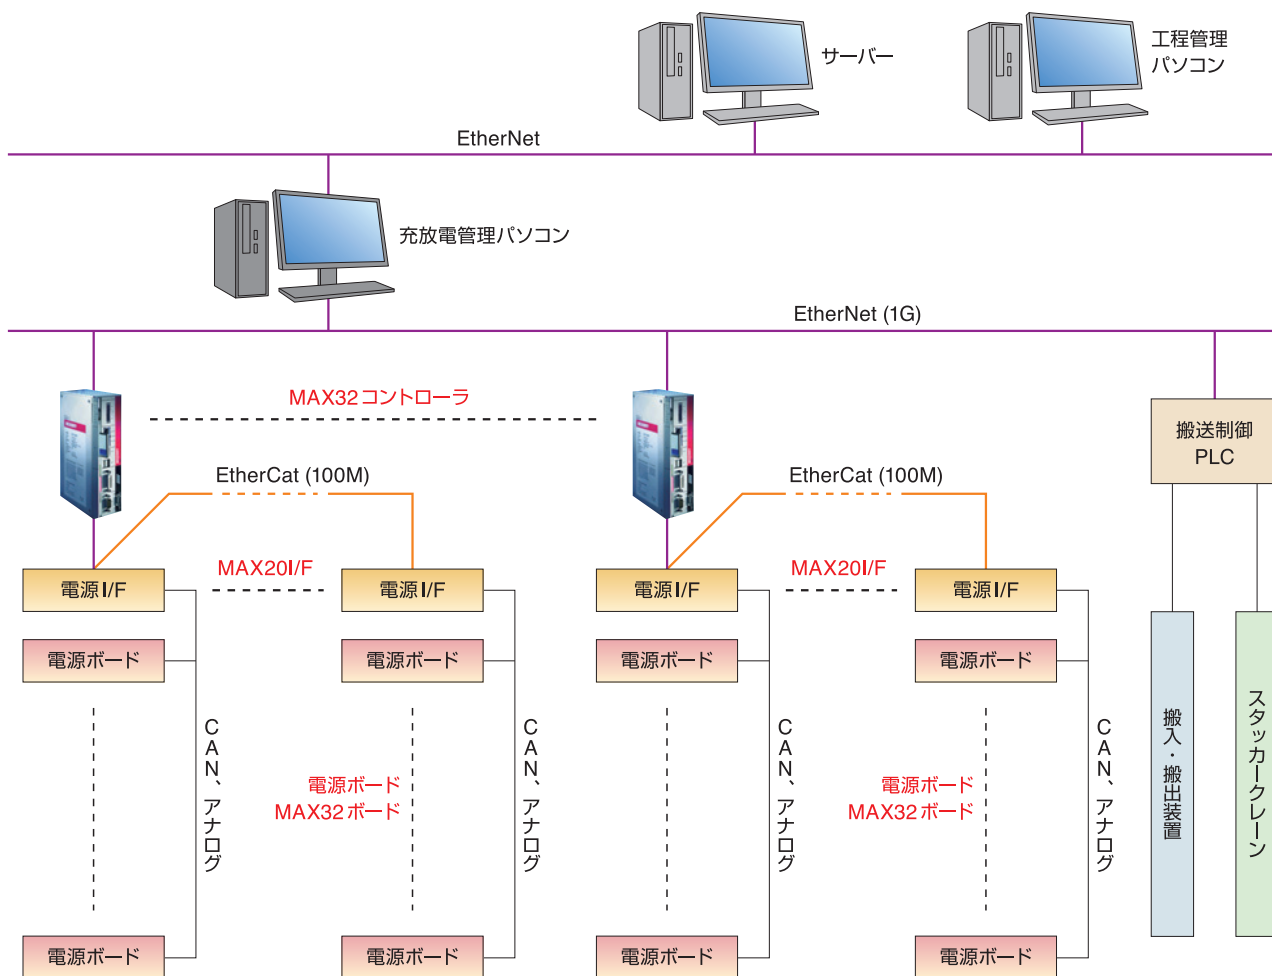 サーバー
工程管理
パソコン
EtherNet
充放電管理パソコン
EtherNet (1G)
MAX32コントローラ
搬送制御
PLC
EtherCat (100M)
EtherCat (100M)
MAX20I/F
MAX20I/F
電源I/F
電源I/F
電源I/F
電源I/F
電源ボード
電源ボード
電源ボード
電源ボード
CAN、アナログ
CAN、アナログ
CAN、アナログ
CAN、アナログ
電源ボード
MAX32ボード
電源ボード
MAX32ボード
搬入・搬出装置
スタッカークレーン
電源ボード
電源ボード
電源ボード
電源ボード